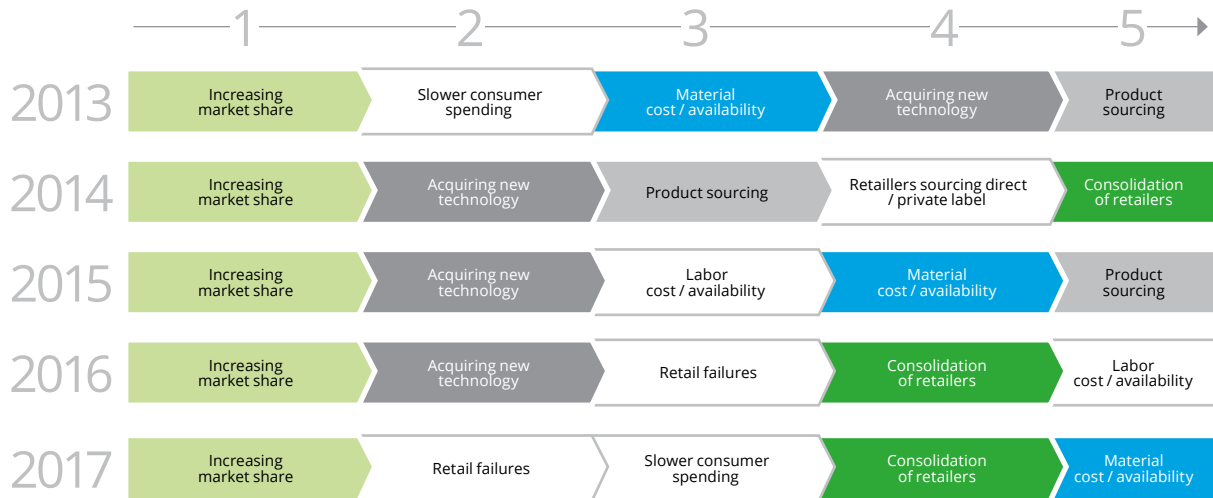 1 2 3 4 5
2013
Increasing
market share
Slower consumer
spending
Material
cost / availability
Acquiring new
technology
Product
sourcing
2014
Increasing
market share
Acquiring new
technology
Product sourcing
Retaillers sourcing direct
/ private label
Consolidation
of retailers
2015
Increasing
market share
Acquiring new
technology
Labor
cost / availability
Material
cost / availability
Product
sourcing
2016
Increasing
market share
Acquiring new
technology
Retail failures
Consolidation
of retailers
Labor
cost / availability
2017
Increasing
market share
Retail failures
Slower consumer
spending
Consolidation
of retailers
Material
cost / availability